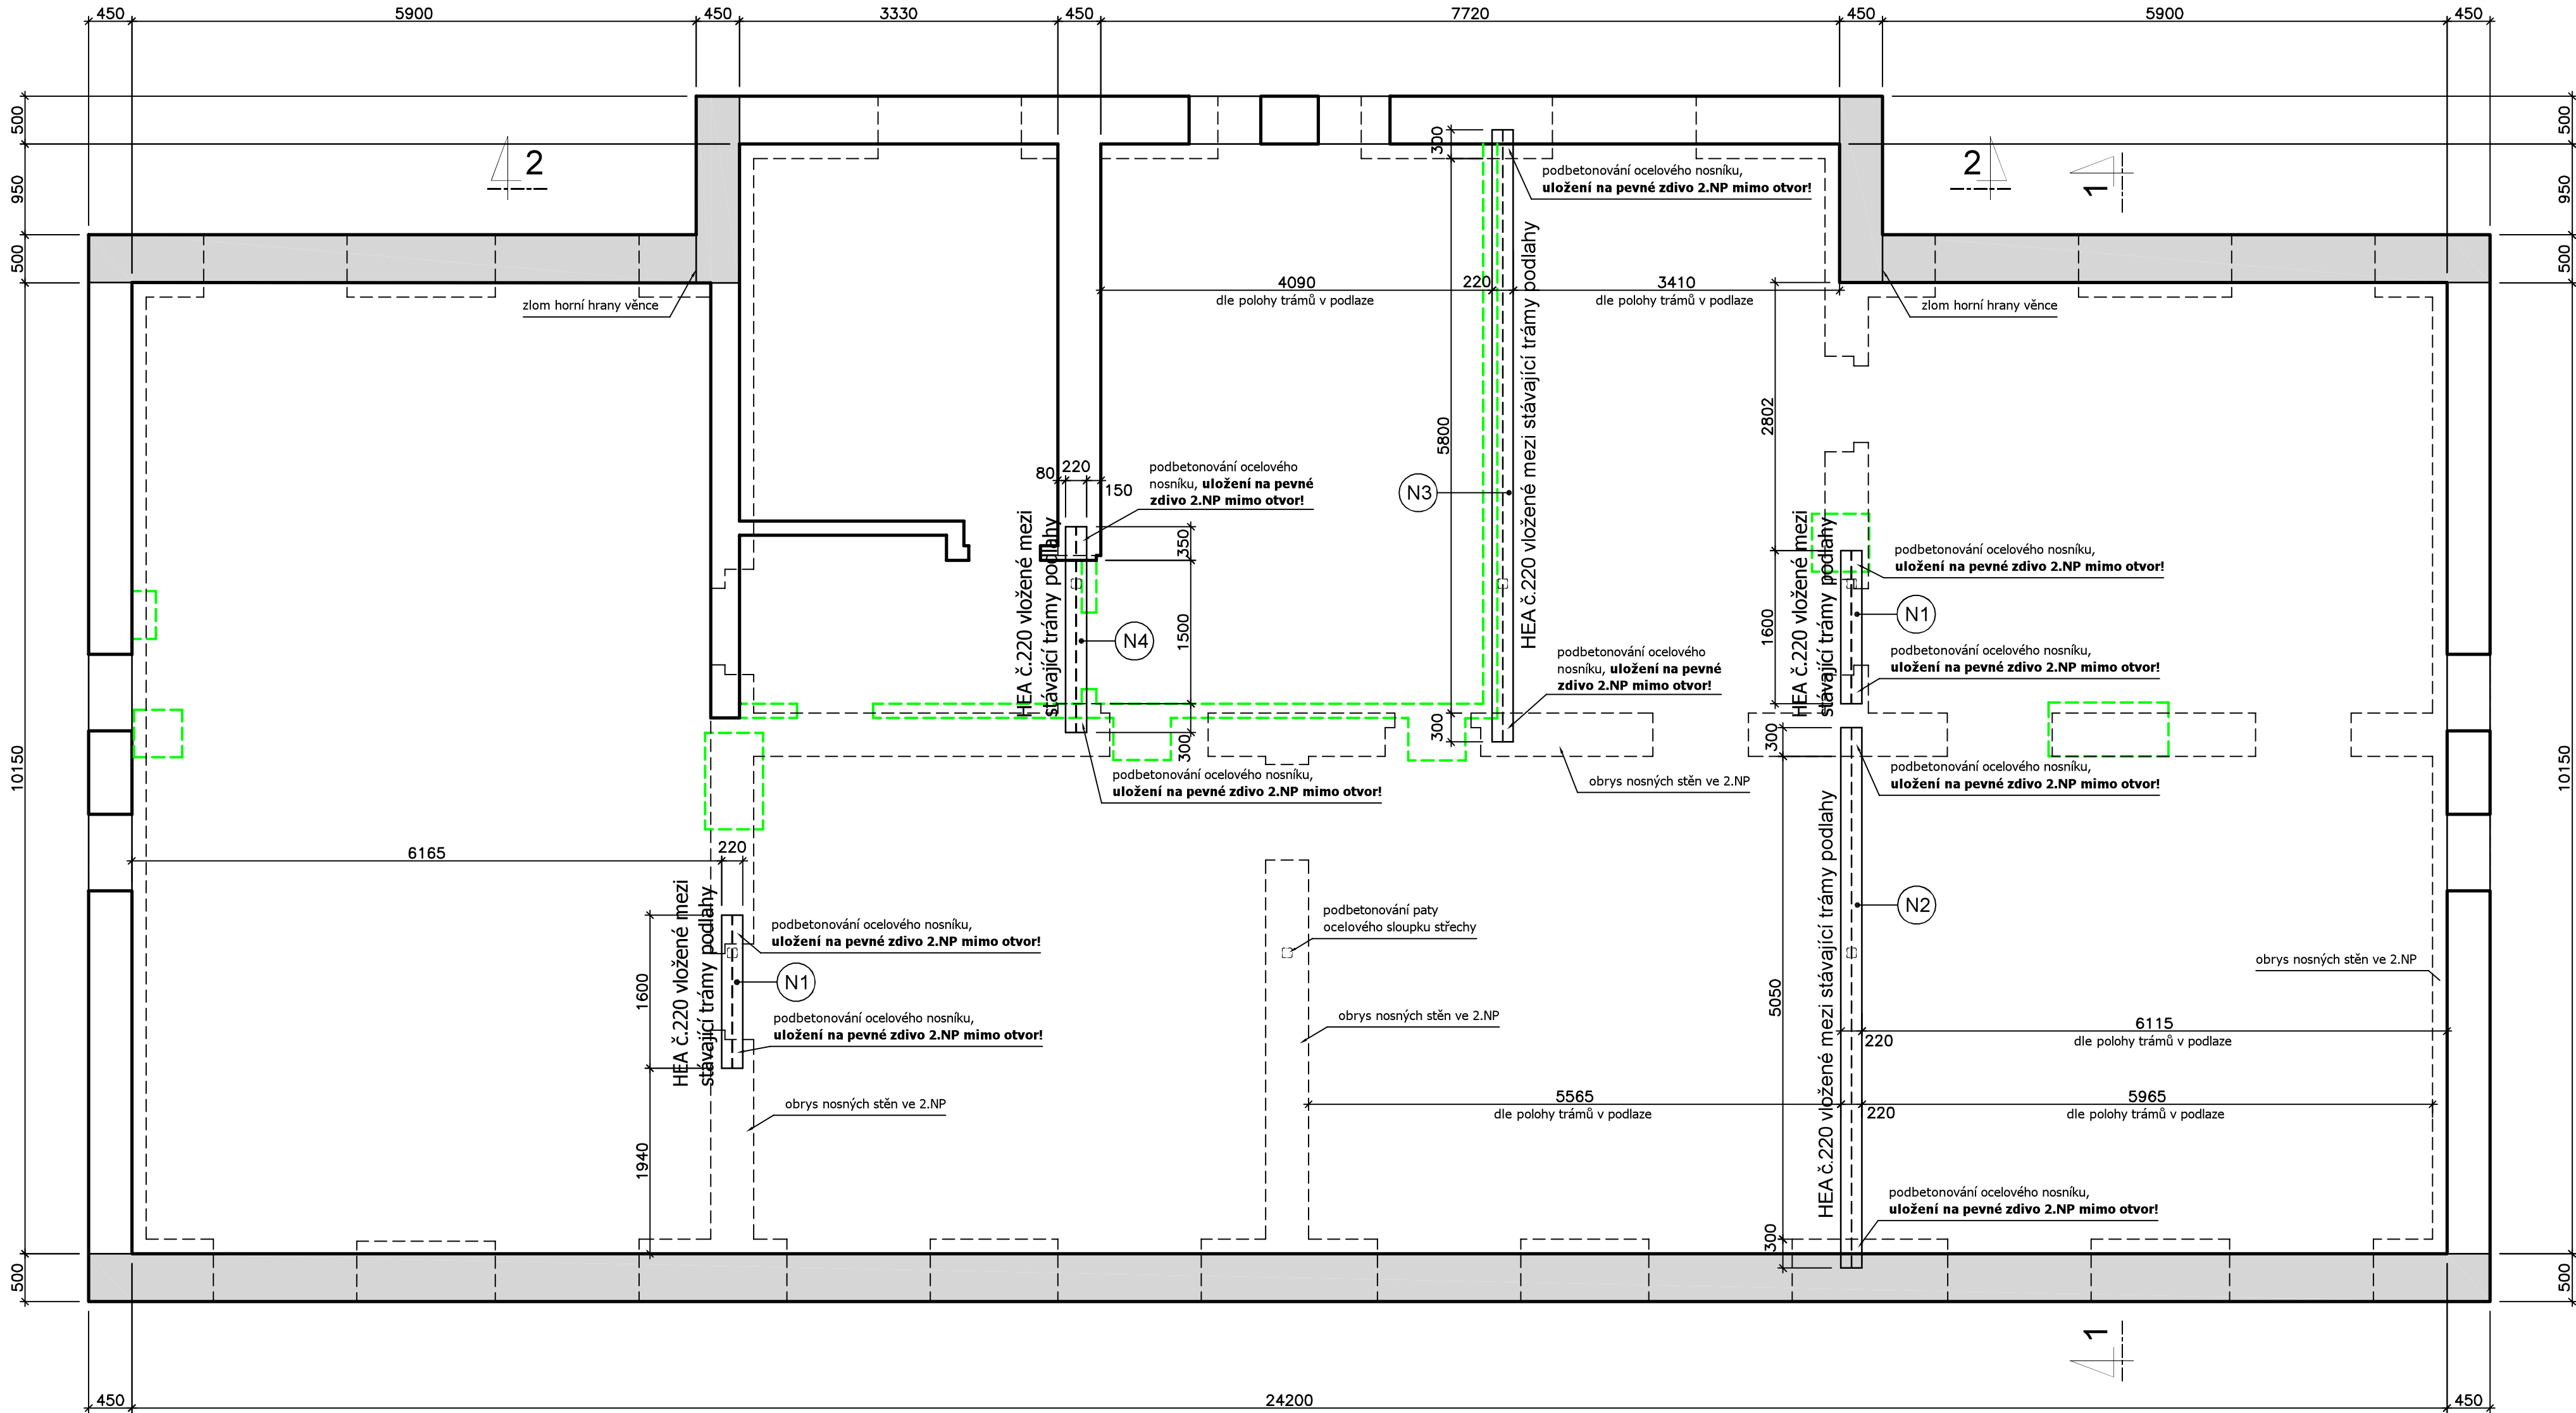 450 5900 450 3330 450 7720 450 5900 450
500
950
500
10150
500
500
950
500
10150
500
2
2
1
zlom horní hrany věnce
zlom horní hrany věnce
300
podbetonování ocelového nosníku,
uložení na pevné zdivo 2.NP mimo otvor!
4090
dle polohy trámů v podlaze
220
3410
dle polohy trámů v podlaze
HEA č.220 vložené mezi stávající trámy podlahy
5800
N3
300
2802
80 220
150
podbetonování ocelového
nosníku, uložení na pevné
zdivo 2.NP mimo otvor!
HEA č.220 vložené mezi
stávající trámy podlahy
350
1500
300
N4
podbetonování ocelového nosníku,
uložení na pevné zdivo 2.NP mimo otvor!
podbetonování ocelového
nosníku, uložení na pevné
zdivo 2.NP mimo otvor!
obrys nosných stěn ve 2.NP
HEA č.220 vložené mezi
stávající trámy podlahy
1600
podbetonování ocelového nosníku,
uložení na pevné zdivo 2.NP mimo otvor!
N1
podbetonování ocelového nosníku,
uložení na pevné zdivo 2.NP mimo otvor!
300
podbetonování ocelového nosníku,
uložení na pevné zdivo 2.NP mimo otvor!
HEA č.220 vložené mezi stávající trámy podlahy
5050
N2
6165
220
HEA č.220 vložené mezi
stávající trámy podlahy
1600
1940
podbetonování ocelového nosníku,
uložení na pevné zdivo 2.NP mimo otvor!
N1
podbetonování ocelového nosníku,
uložení na pevné zdivo 2.NP mimo otvor!
obrys nosných stěn ve 2.NP
podbetonování paty
ocelového sloupku střechy
obrys nosných stěn ve 2.NP
obrys nosných stěn ve 2.NP
6115
220
dle polohy trámů v podlaze
5565
dle polohy trámů v podlaze
220
5965
dle polohy trámů v podlaze
300
podbetonování ocelového nosníku,
uložení na pevné zdivo 2.NP mimo otvor!
1
450 24200 450